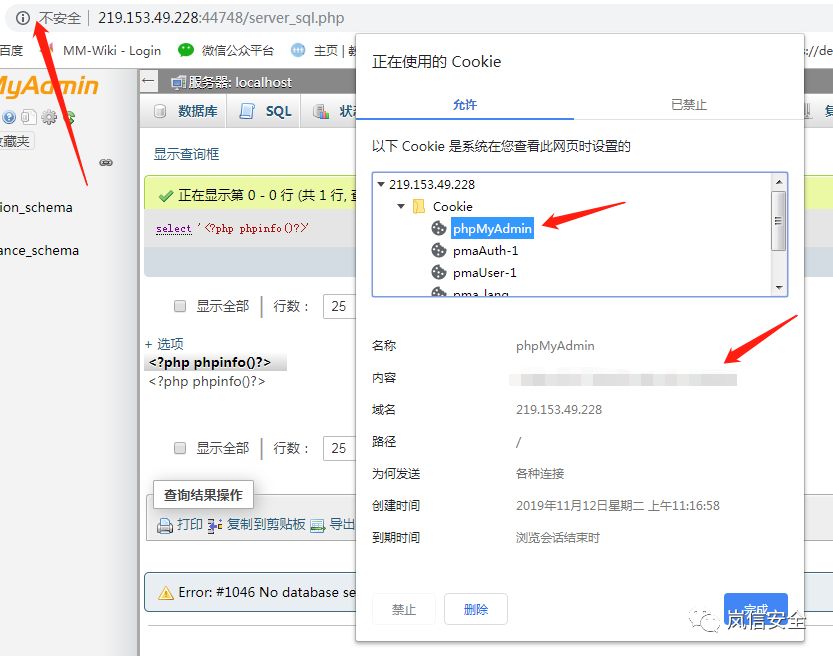 不安全 219.153.49.228:44748/server_sql.php
百度 MM-Wiki - Login 微信公众平台 主页
MyAdmin
服务器: localhost
数据库 SQL 状
收藏夹
显示查询框
ion_schema
ance_schema
正在显示第 0 - 0 行 (共 1 行,
select '<?php phpinfo()?>'
显示全部 行数： 25
+ 选项
<?php phpinfo()?>
<?php phpinfo()?>
显示全部 行数： 25
查询结果操作
打印 复制到剪贴板 导出
Error: #1046 No database se
正在使用的 Cookie
允许 已禁止
以下 Cookie 是系统在您查看此网页时设置的
219.153.49.228
Cookie
phpMyAdmin
pmaAuth-1
pmaUser-1
pma_lang
名称 phpMyAdmin
内容
域名 219.153.49.228
路径 /
为何发送 各种连接
创建时间 2019年11月12日星期二 上午11:16:58
到期时间 浏览会话结束时
禁止 删除 完成
岚信安全